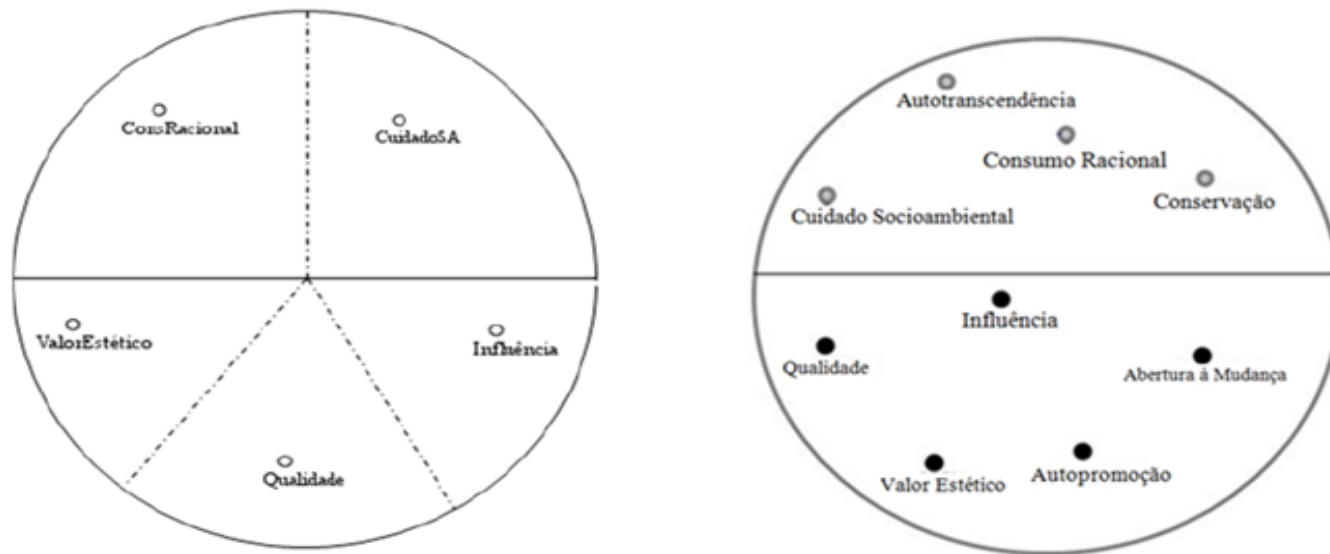 ConsRacional
CuidadoSA
ValorEstético
Influência
Qualidade
Autotranscendência
Consumo Racional
Conservação
Cuidado Socioambiental
Influência
Qualidade
Abertura à Mudança
Valor Estético
Autopromoção